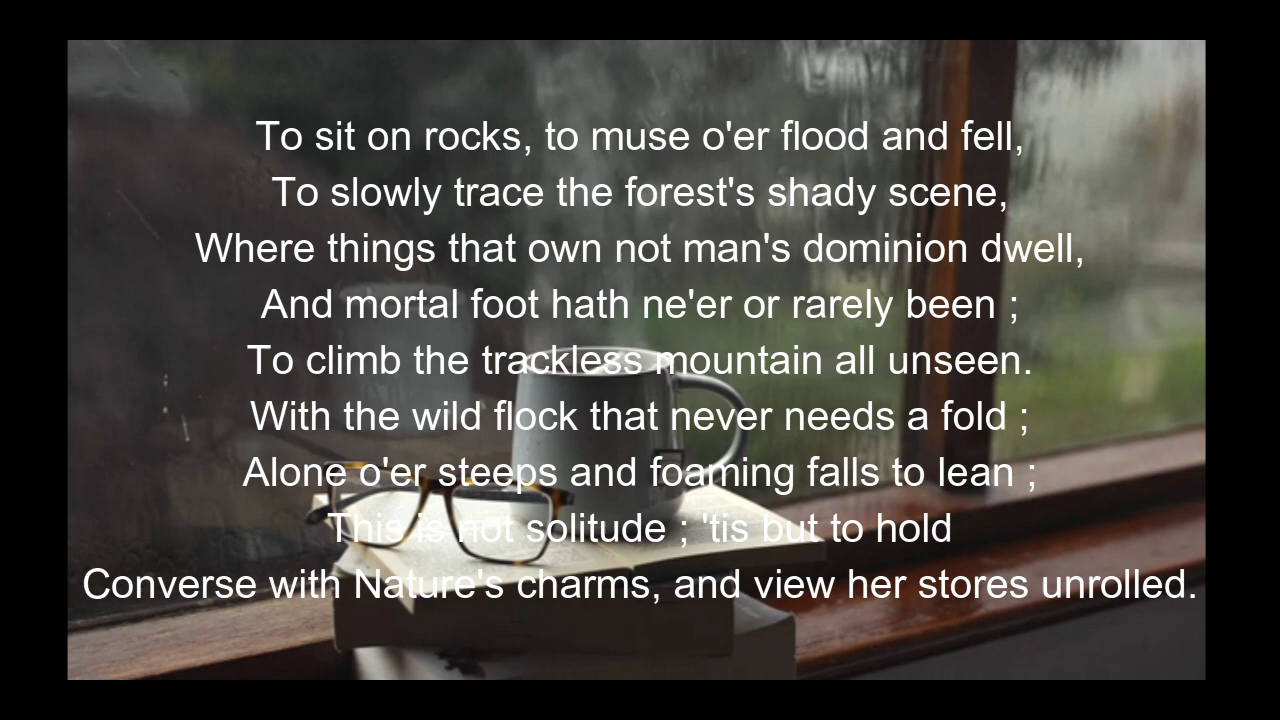 To sit on rocks, to muse o'er flood and fell,
To slowly trace the forest's shady scene,
Where things that own not man's dominion dwell,
And mortal foot hath ne'er or rarely been ;
To climb the trackless mountain all unseen.
With the wild flock that never needs a fold ;
Alone o'er steeps and foaming falls to lean ;
This is not solitude ; 'tis but to hold
Converse with Nature's charms, and view her stores unrolled.